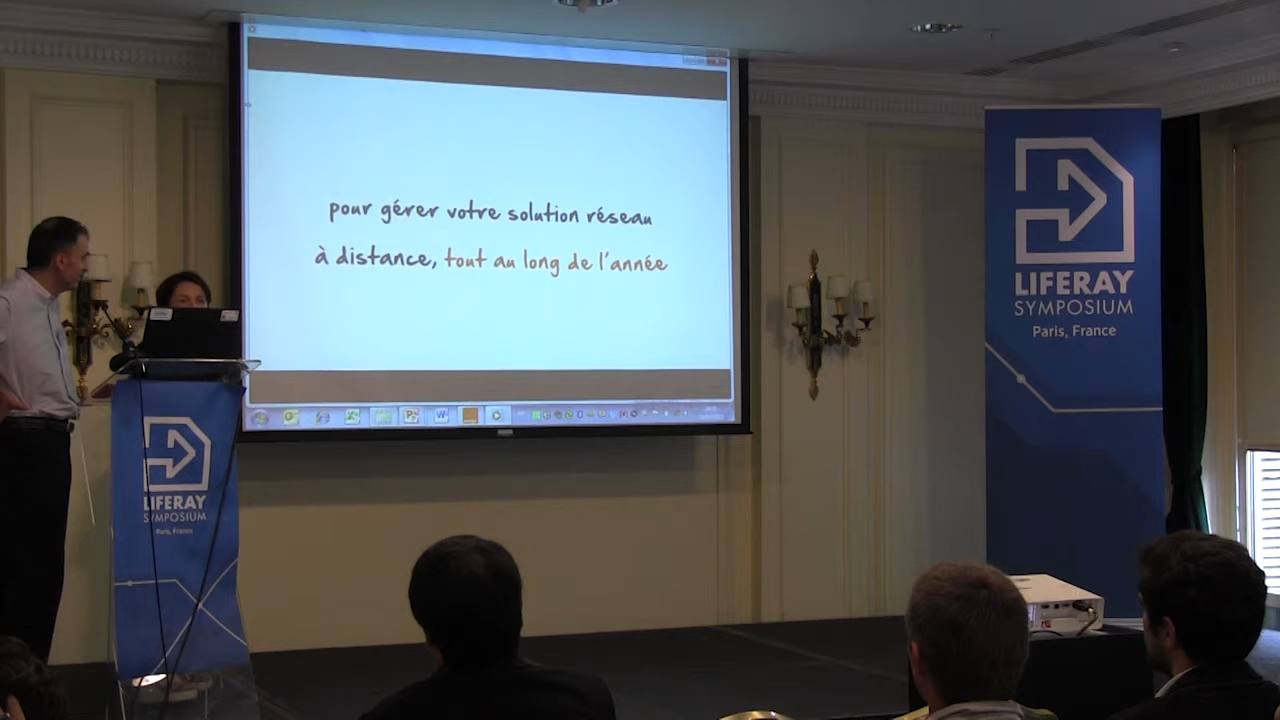 pour gérer votre solution réseau
à distance, tout au long de l'année
LIFERAY
SYMPOSIUM
Paris, France
LIFERAY
SYMPOSIUM
Paris, France